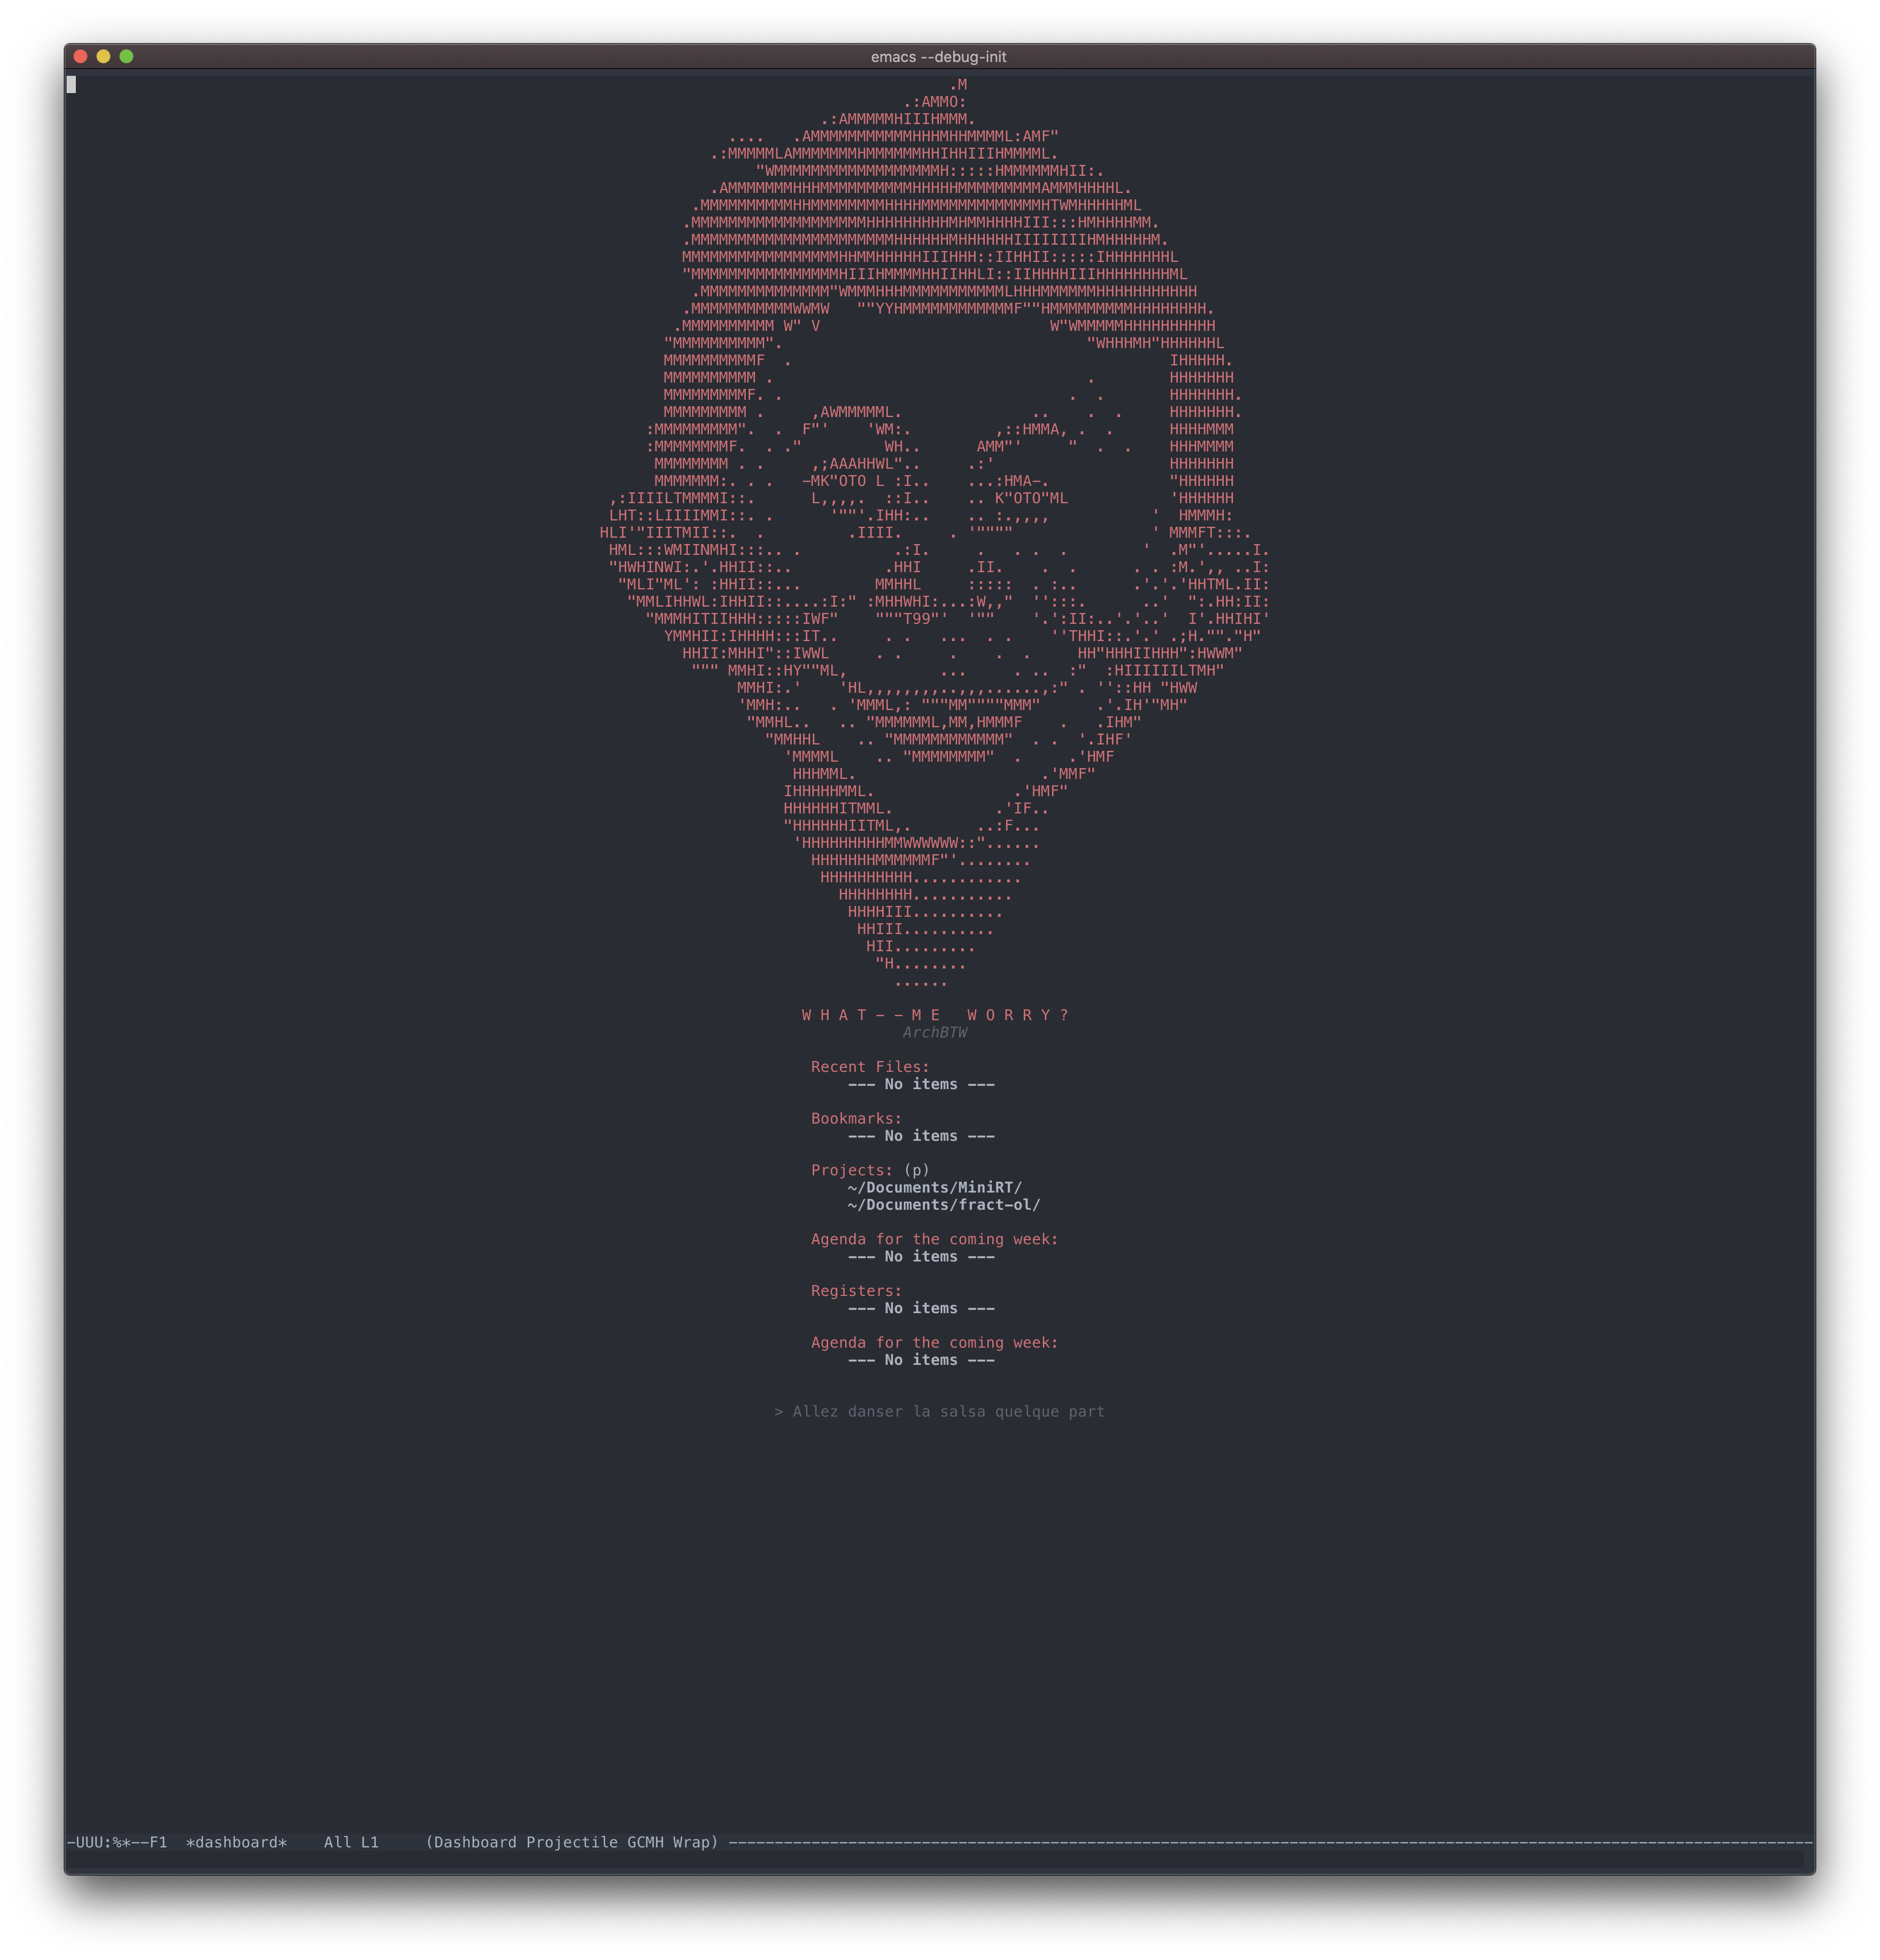 emacs --debug-init
W H A T - - M E   W O R R Y ?
ArchBTW
Recent Files:
--- No items ---
Bookmarks:
--- No items ---
Projects: (p)
~/Documents/MiniRT/
~/Documents/fract-ol/
Agenda for the coming week:
--- No items ---
Registers:
--- No items ---
Agenda for the coming week:
--- No items ---
> Allez danser la salsa quelque part
-UUU:%*--F1  *dashboard*    All L1     (Dashboard Projectile GCMH Wrap)